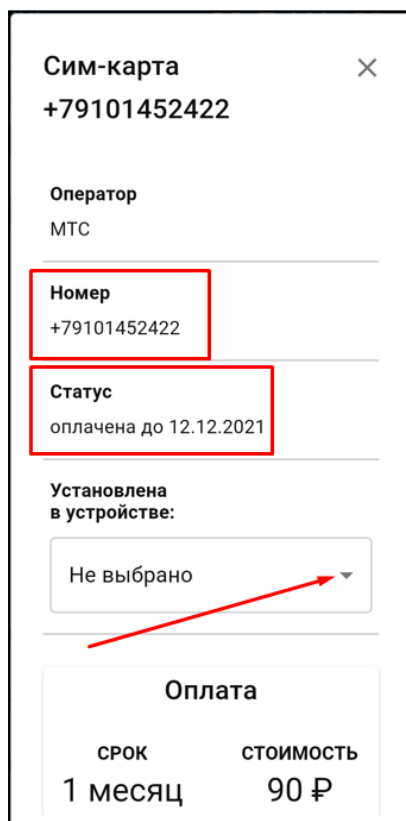 Сим-карта
+79101452422
Оператор
МТС
Номер
+79101452422
Статус
оплачена до 12.12.2021
Установлена
в устройстве:
Не выбрано
Оплата
СРОК СТОИМОСТЬ
1 месяц 90 ₽